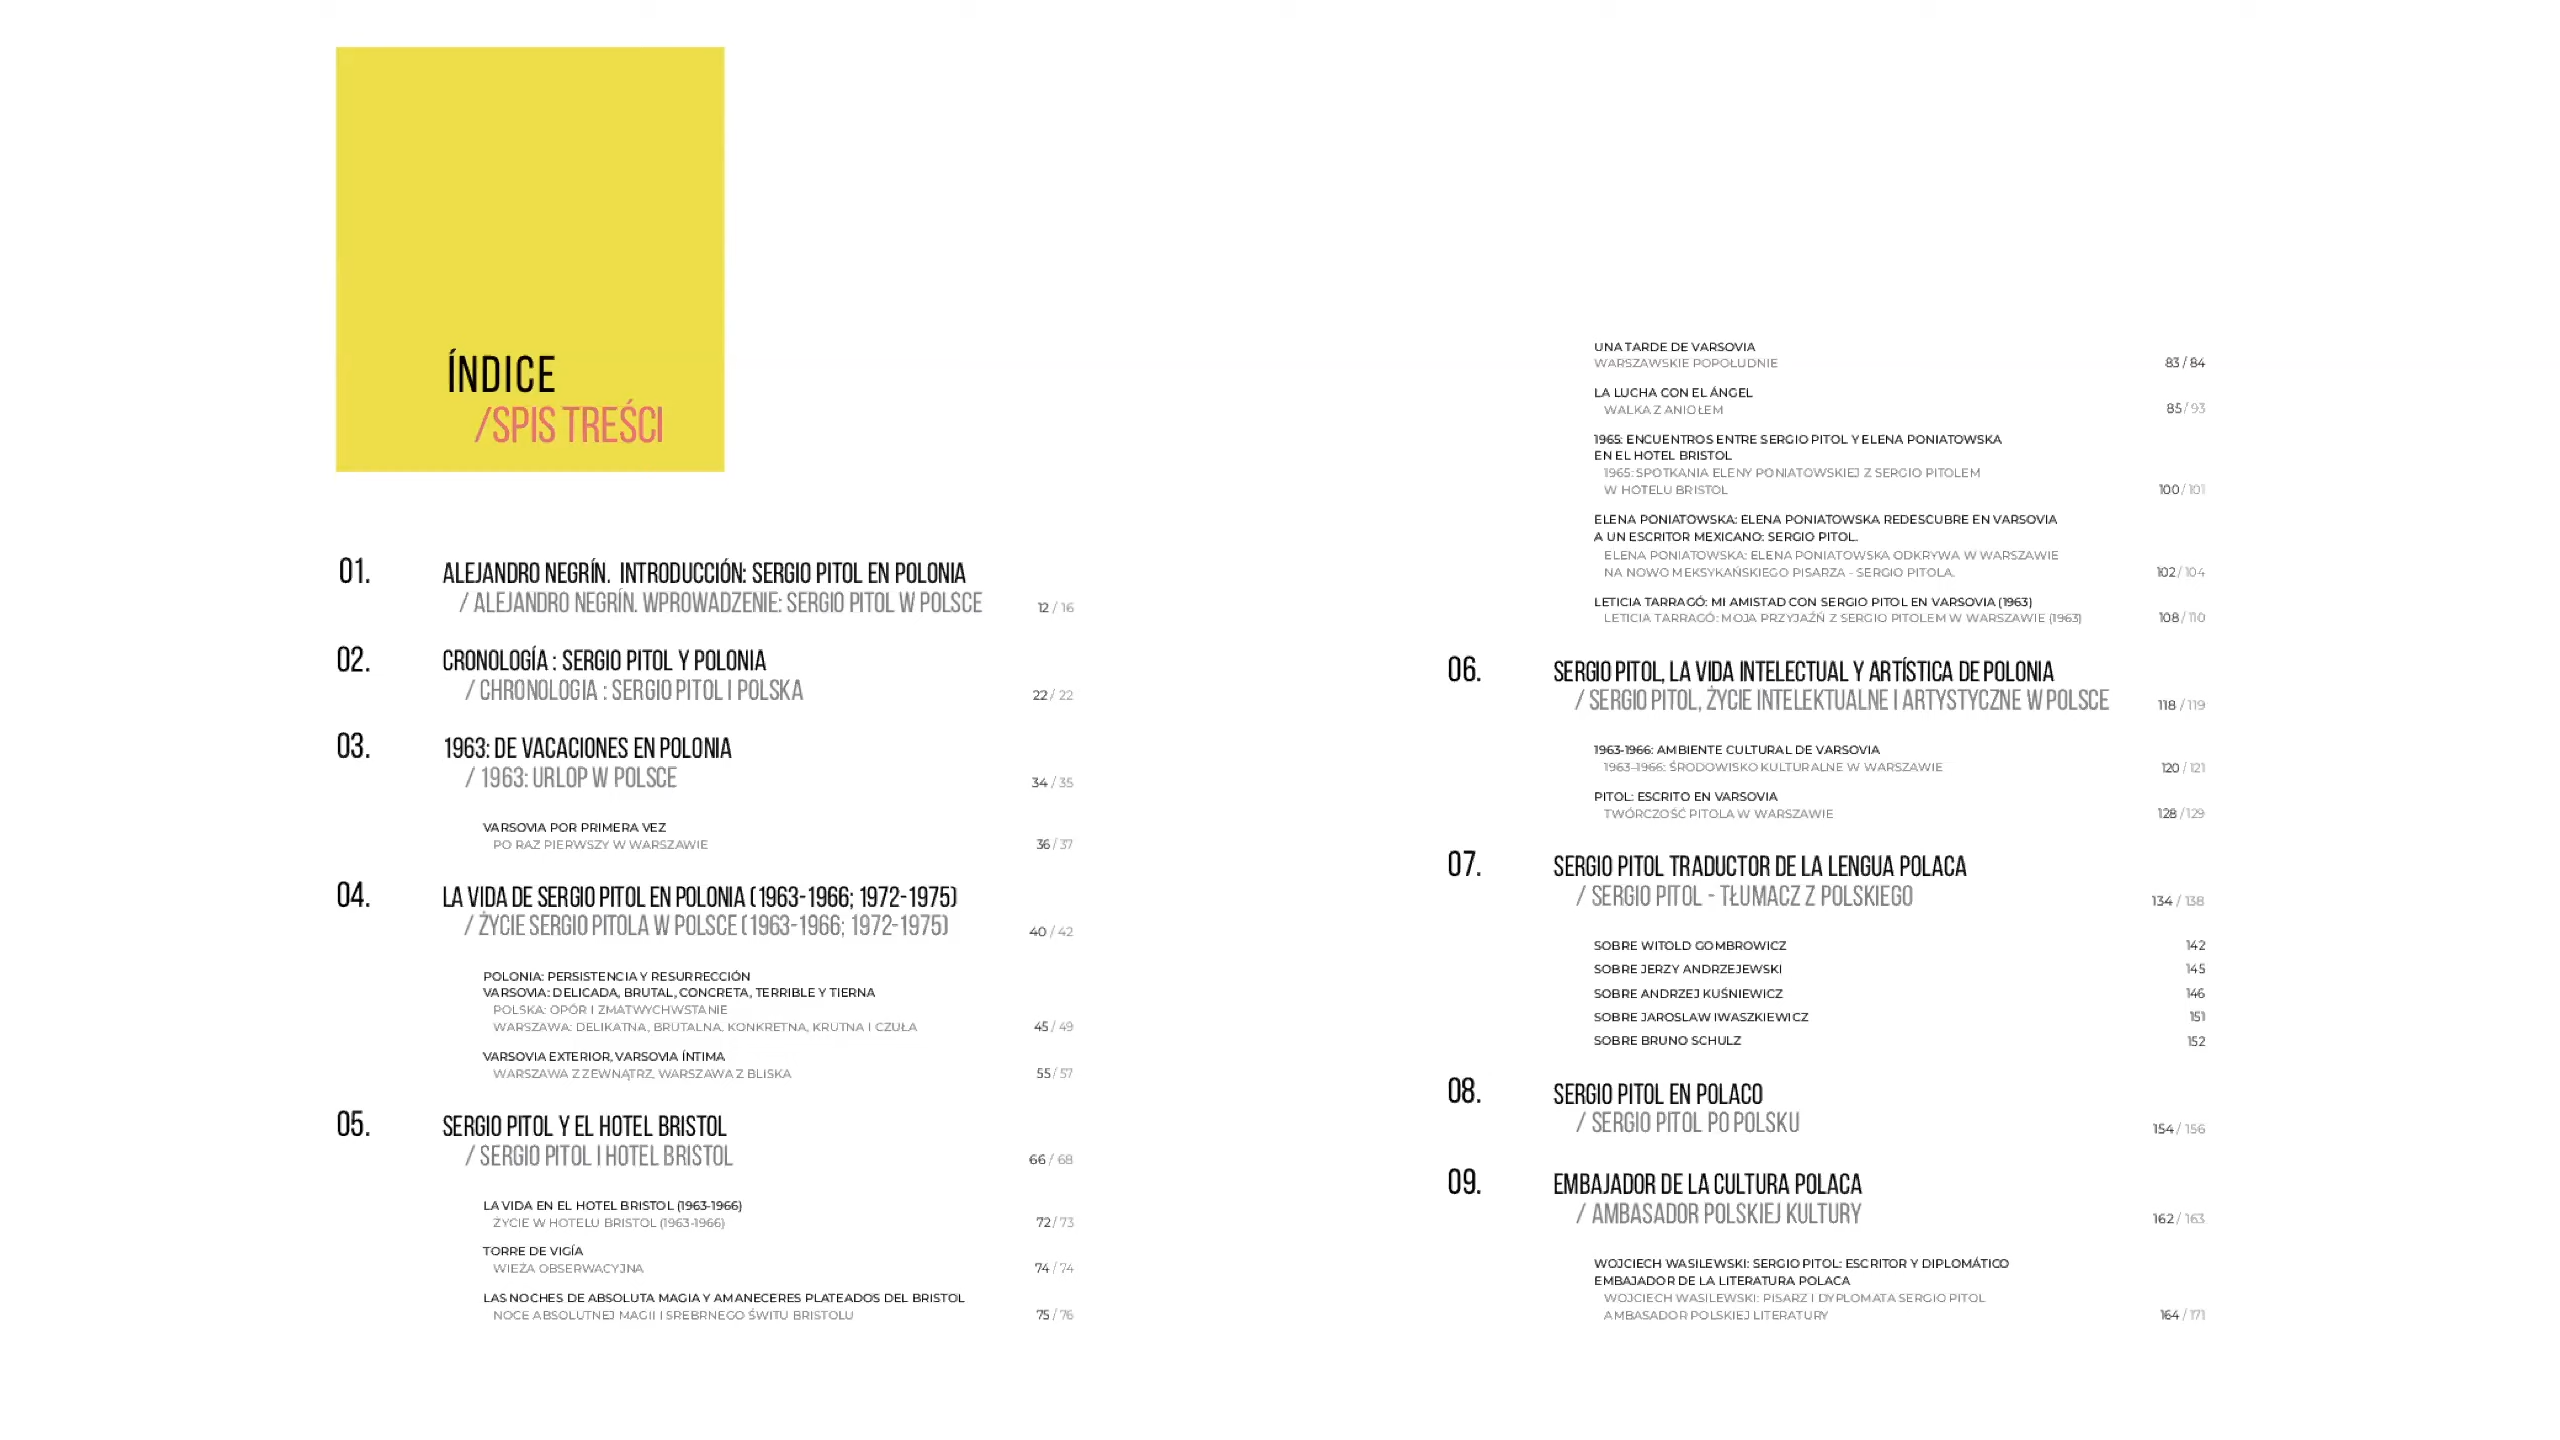 ÍNDICE
/SPIS TREŚCI
01. ALEJANDRO NEGRÍN. INTRODUCCIÓN: SERGIO PITOL EN POLONIA
/ ALEJANDRO NEGRÍN. WPROWADZENIE: SERGIO PITOL W POLSCE 12 / 16
02. CRONOLOGÍA : SERGIO PITOL Y POLONIA
/ CHRONOLOGIA : SERGIO PITOL I POLSKA 22 / 22
03. 1963: DE VACACIONES EN POLONIA
/ 1963: URLOP W POLSCE 34 / 35
VARSOVIA POR PRIMERA VEZ
PO RAZ PIERWSZY W WARSZAWIE 36 / 37
04. LA VIDA DE SERGIO PITOL EN POLONIA (1963-1966; 1972-1975)
/ ŻYCIE SERGIO PITOLA W POLSCE (1963-1966; 1972-1975) 40 / 42
POLONIA: PERSISTENCIA Y RESURRECCIÓN
VARSOVIA: DELICADA, BRUTAL, CONCRETA, TERRIBLE Y TIERNA
POLSKA: OPÓR I ZMATWYCHWSTANIE
WARSZAWA: DELIKATNA, BRUTALNA, KONKRETNA, KRUTNA I CZUŁA 45 / 49
VARSOVIA EXTERIOR, VARSOVIA ÍNTIMA
WARSZAWA Z ZEWNĄTRZ, WARSZAWA Z BLISKA 55 / 57
05. SERGIO PITOL Y EL HOTEL BRISTOL
/ SERGIO PITOL I HOTEL BRISTOL 66 / 68
LA VIDA EN EL HOTEL BRISTOL (1963-1966)
ŻYCIE W HOTELU BRISTOL (1963-1966) 72 / 73
TORRE DE VIGÍA
WIEŻA OBSERWACYJNA 74 / 74
LAS NOCHES DE ABSOLUTA MAGIA Y AMANECERES PLATEADOS DEL BRISTOL
NOCE ABSOLUTNEJ MAGII I SREBRNEGO ŚWITU BRISTOLU 75 / 76
UNA TARDE DE VARSOVIA
WARSZAWSKIE POPOŁUDNIE 83 / 84
LA LUCHA CON EL ÁNGEL
WALKA Z ANIOŁEM 85 / 93
1965: ENCUENTROS ENTRE SERGIO PITOL Y ELENA PONIATOWSKA
EN EL HOTEL BRISTOL
1965: SPOTKANIA ELENY PONIATOWSKIEJ Z SERGIO PITOLEM
W HOTELU BRISTOL 100 / 101
ELENA PONIATOWSKA: ELENA PONIATOWSKA REDESCUBRE EN VARSOVIA
A UN ESCRITOR MEXICANO: SERGIO PITOL.
ELENA PONIATOWSKA: ELENA PONIATOWSKA ODKRYWA W WARSZAWIE
NA NOWO MEKSYKAŃSKIEGO PISARZA - SERGIO PITOLA. 102 / 104
LETICIA TARRAGÓ: MI AMISTAD CON SERGIO PITOL EN VARSOVIA (1963)
LETICIA TARRAGÓ: MOJA PRZYJAŹŃ Z SERGIO PITOLEM W WARSZAWIE (1963) 108 / 110
06. SERGIO PITOL, LA VIDA INTELECTUAL Y ARTÍSTICA DE POLONIA
/ SERGIO PITOL, ŻYCIE INTELEKTUALNE I ARTYSTYCZNE W POLSCE 118 / 119
1963-1966: AMBIENTE CULTURAL DE VARSOVIA
1963–1966: ŚRODOWISKO KULTURALNE W WARSZAWIE 120 / 121
PITOL: ESCRITO EN VARSOVIA
TWÓRCZOŚĆ PITOLA W WARSZAWIE 128 / 129
07. SERGIO PITOL TRADUCTOR DE LA LENGUA POLACA
/ SERGIO PITOL - TŁUMACZ Z POLSKIEGO 134 / 138
SOBRE WITOLD GOMBROWICZ 142
SOBRE JERZY ANDRZEJEWSKI 145
SOBRE ANDRZEJ KUŚNIEWICZ 146
SOBRE JAROSLAW IWASZKIEWICZ 151
SOBRE BRUNO SCHULZ 152
08. SERGIO PITOL EN POLACO
/ SERGIO PITOL PO POLSKU 154 / 156
09. EMBAJADOR DE LA CULTURA POLACA
/ AMBASADOR POLSKIEJ KULTURY 162 / 163
WOJCIECH WASILEWSKI: SERGIO PITOL: ESCRITOR Y DIPLOMÁTICO
EMBAJADOR DE LA LITERATURA POLACA
WOJCIECH WASILEWSKI: PISARZ I DYPLOMATA SERGIO PITOL
AMBASADOR POLSKIEJ LITERATURY 164 / 171